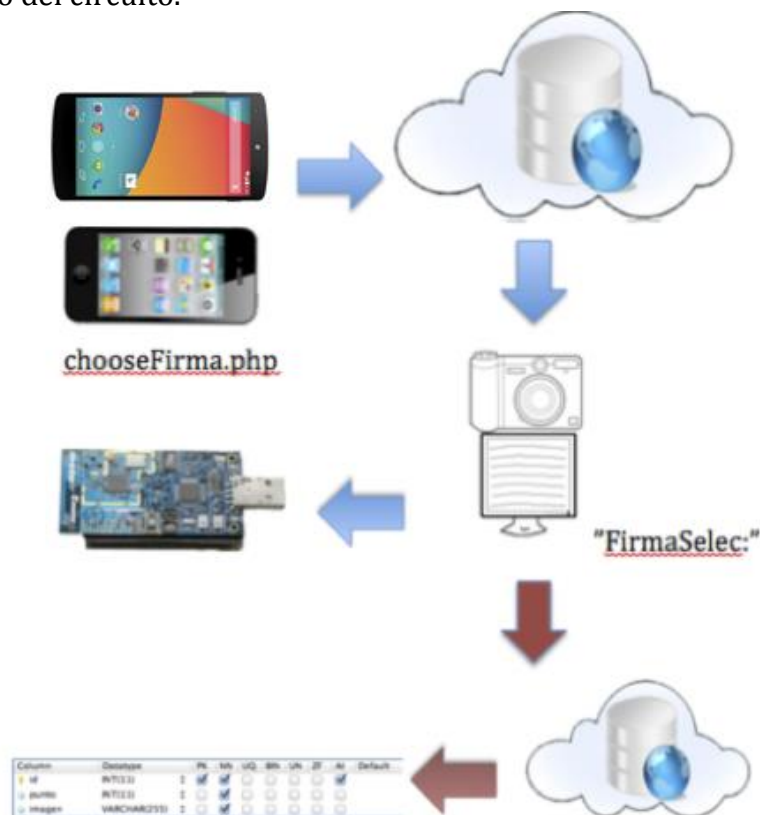 o del circuito.
chooseFirma.php
"FirmaSelec:"
Column Datatype PK NN UQ BIN UN ZF AI Default
id INT(11)
punto INT(11)
imagen VARCHAR(255)